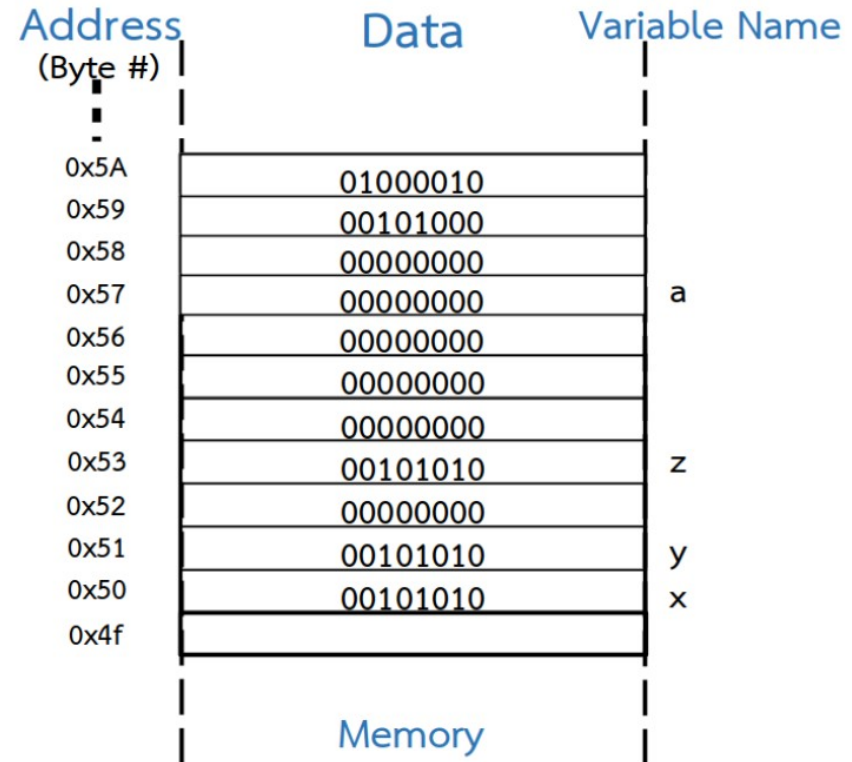 Address Data Variable Name
(Byte #)
0x5A 01000010
0x59 00101000
0x58 00000000
0x57 00000000 a
0x56 00000000
0x55 00000000
0x54 00000000
0x53 00101010 z
0x52 00000000
0x51 00101010 y
0x50 00101010 x
0x4f
Memory